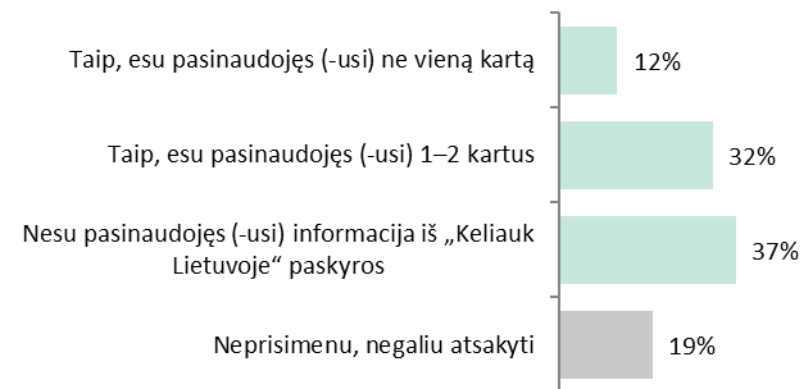 Taip, esu pasinaudojęs (-usi) ne vieną kartą
12%
Taip, esu pasinaudojęs (-usi) 1–2 kartus
32%
Nesu pasinaudojęs (-usi) informacija iš „Keliauk
Lietuvoje“ paskyros
37%
Neprisimenu, negaliu atsakyti
19%